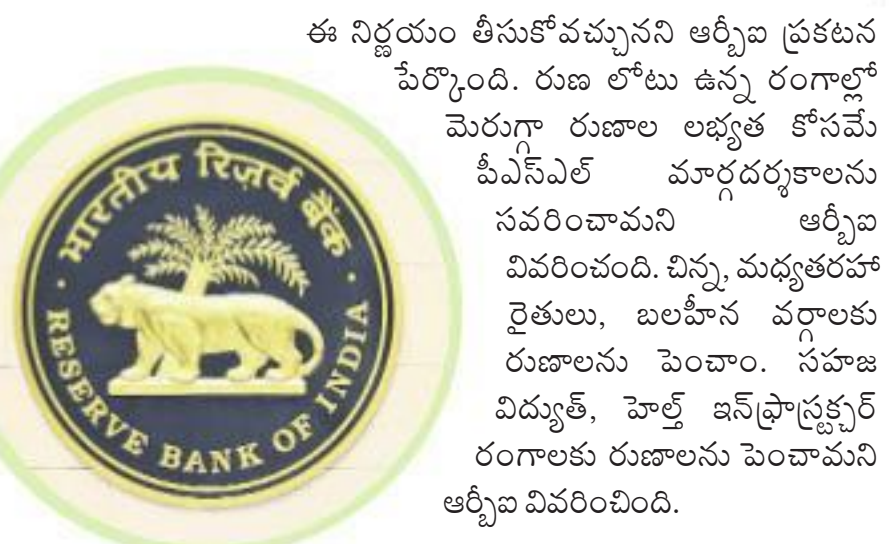 ఈ నిర్ణయం తీసుకోవచ్చునని ఆర్బీఐ ప్రకటన
పేర్కొంది. రుణ లోటు ఉన్న రంగాల్లో
మెరుగ్గా రుణాల లభ్యత కోసమే
పీఎస్ఎల్ మార్గదర్శకాలను
సవరించామని ఆర్బీఐ
వివరించంది. చిన్న, మధ్యతరహా
రైతులు, బలహీన వర్గాలకు
రుణాలను పెంచాం. సహజ
విద్యుత్, హెల్త్ ఇన్‌ఫ్రాస్ట్రక్చర్
రంగాలకు రుణాలను పెంచామని
ఆర్బీఐ వివరించింది.
भारतीय रिज़र्व बैंक
RESERVE BANK OF INDIA